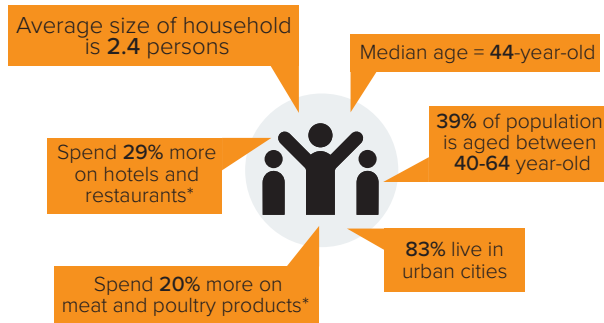 Average size of household
is 2.4 persons
Median age = 44-year-old
39% of population
is aged between
40-64 year-old
Spend 29% more
on hotels and
restaurants*
83% live in
urban cities
Spend 20% more on
meat and poultry products*